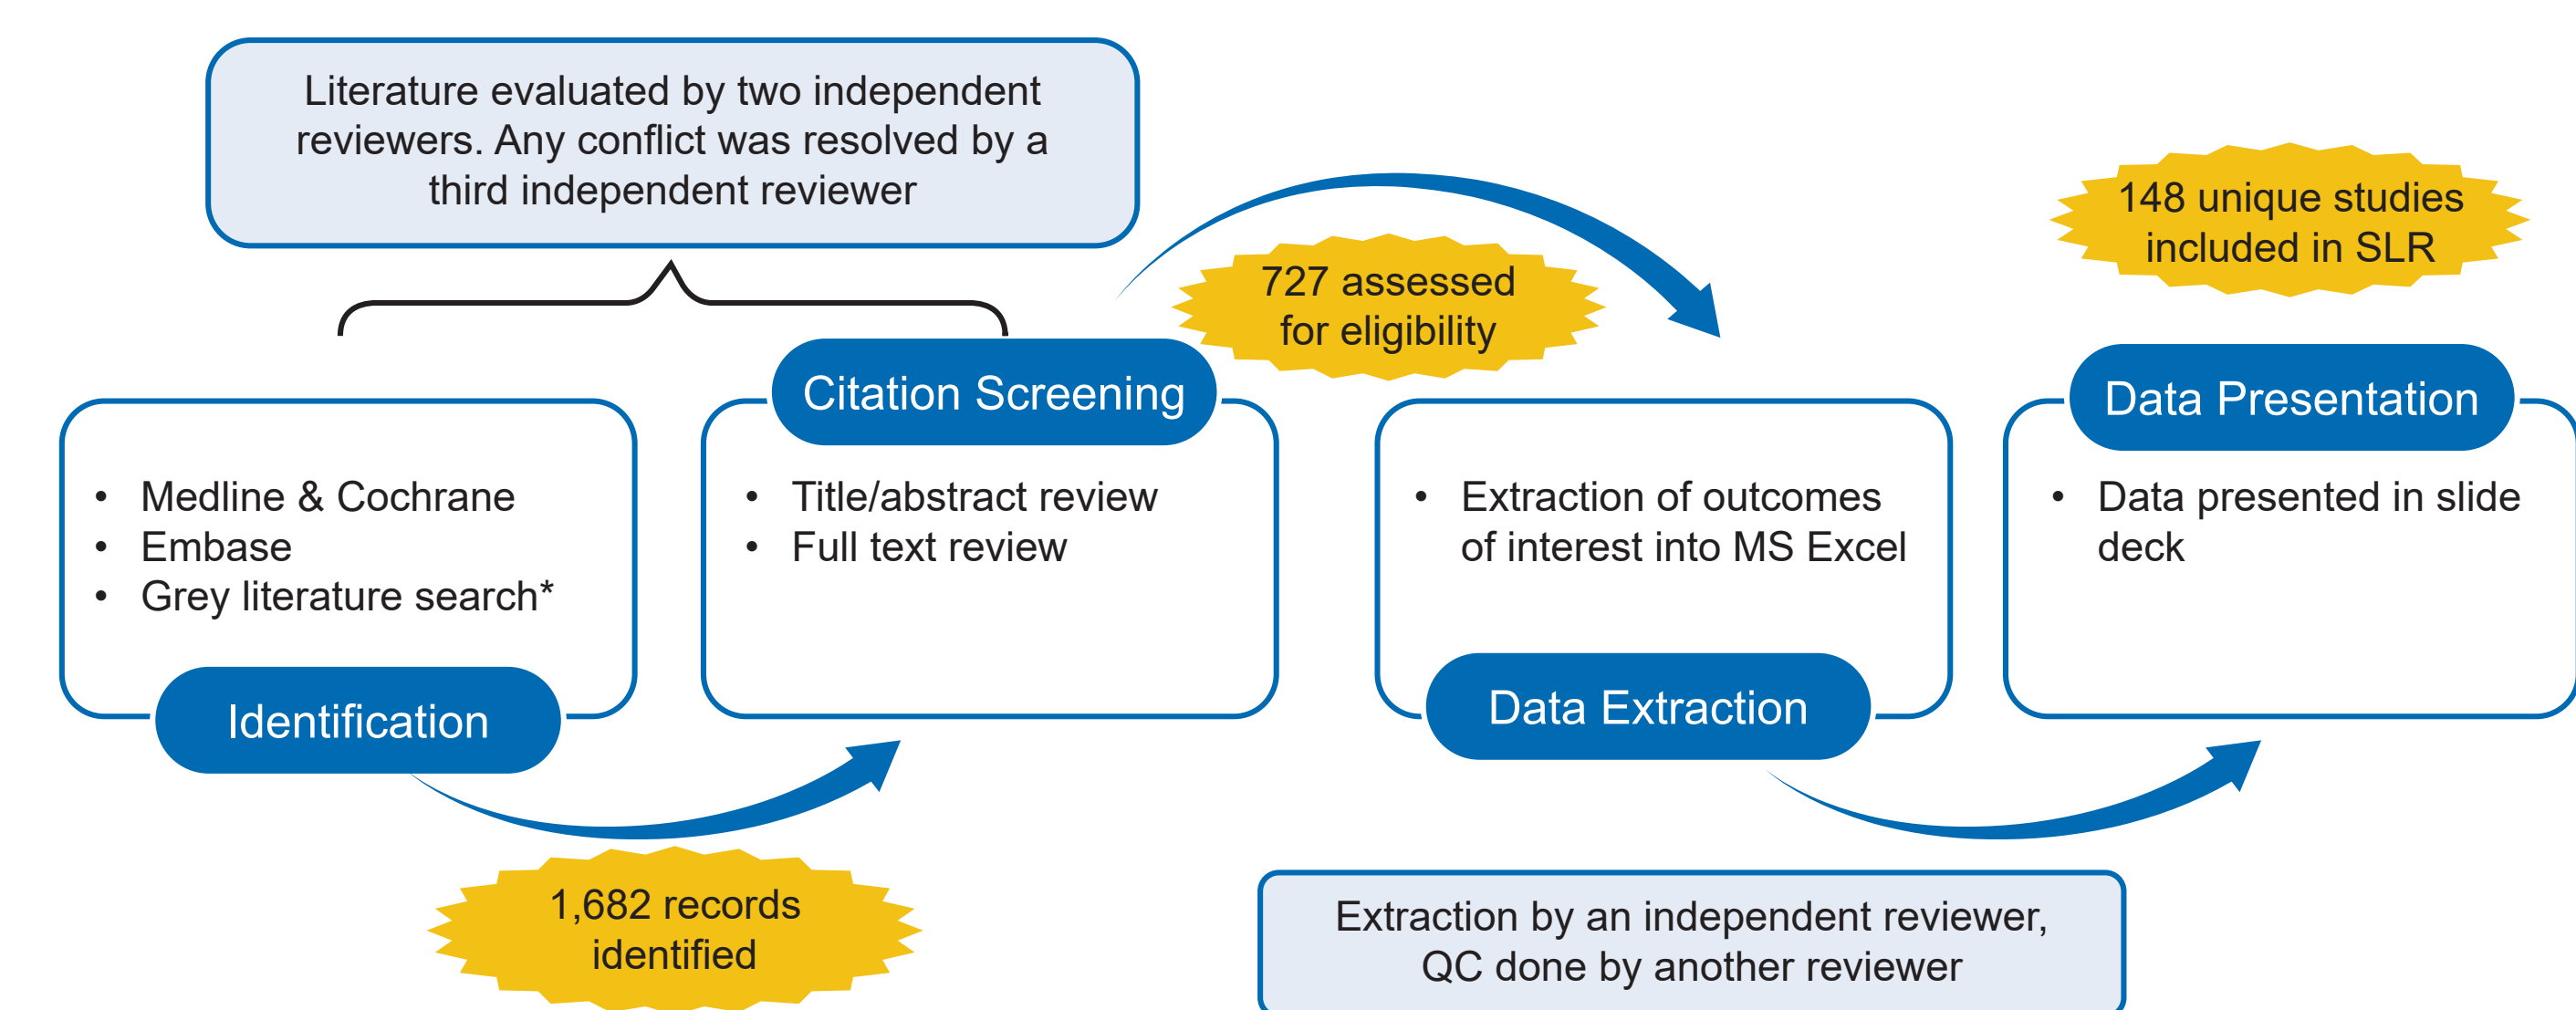 Literature evaluated by two independent
reviewers. Any conflict was resolved by a
third independent reviewer
148 unique studies
included in SLR
727 assessed
for eligibility
Citation Screening
Data Presentation
• Medline & Cochrane
• Embase
• Grey literature search*
Identification
• Title/abstract review
• Full text review
• Extraction of outcomes
of interest into MS Excel
Data Extraction
• Data presented in slide
deck
1,682 records
identified
Extraction by an independent reviewer,
QC done by another reviewer